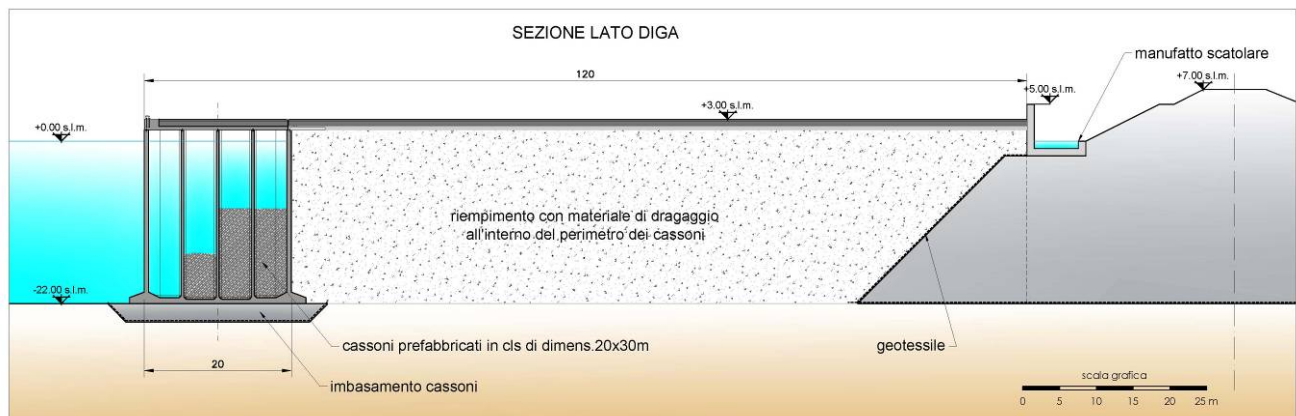 SEZIONE LATO DIGA
manufatto scatolare
120
+7.00 s.l.m.
+5.00 s.l.m.
+3.00 s.l.m.
+0.00 s.l.m.
riempimento con materiale di dragaggio
all'interno del perimetro dei cassoni
-22.00 s.l.m.
cassoni prefabbricati in cls di dimens.20x30m
geotessile
20
imbasamento cassoni
scala grafica
0 5 10 15 20 25 m